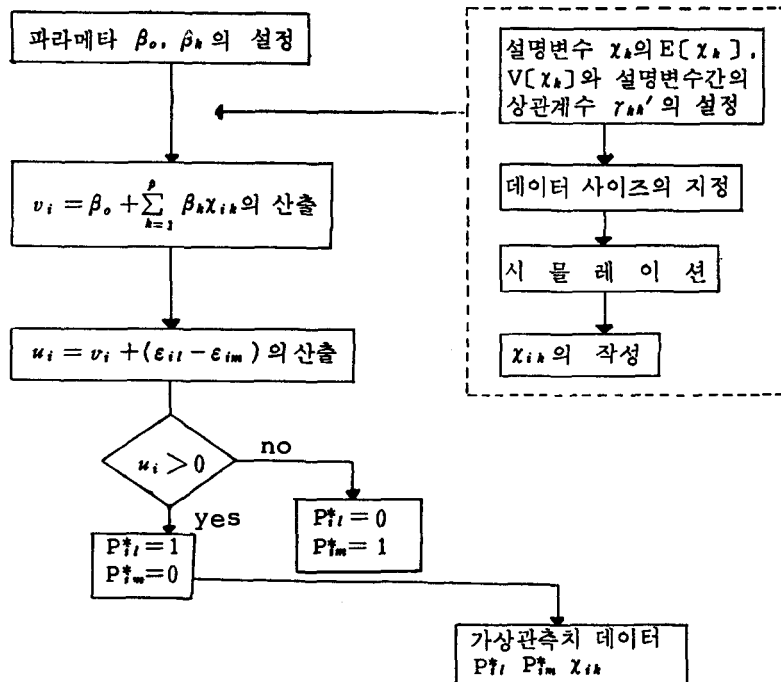 파라메타 β₀, β̂ₖ 의 설정
설명변수 χₖ의 E〔χₖ〕,
V〔χₖ〕와 설명변수간의
상관계수 γₖₖ′ 의 설정
데이터 사이즈의 지정
시 뮬 레 이 션
χᵢₖ의 작성
vᵢ = β₀ + Σ βₖχᵢₖ의 산출
p
k=1
uᵢ = vᵢ + (εᵢₗ − εᵢₘ) 의 산출
uᵢ > 0
no
yes
P*ᵢₗ = 0
P*ᵢₘ = 1
P*ᵢₗ = 1
P*ᵢₘ = 0
가상관측치 데이터
P*ᵢₗ P*ᵢₘ χᵢₖ